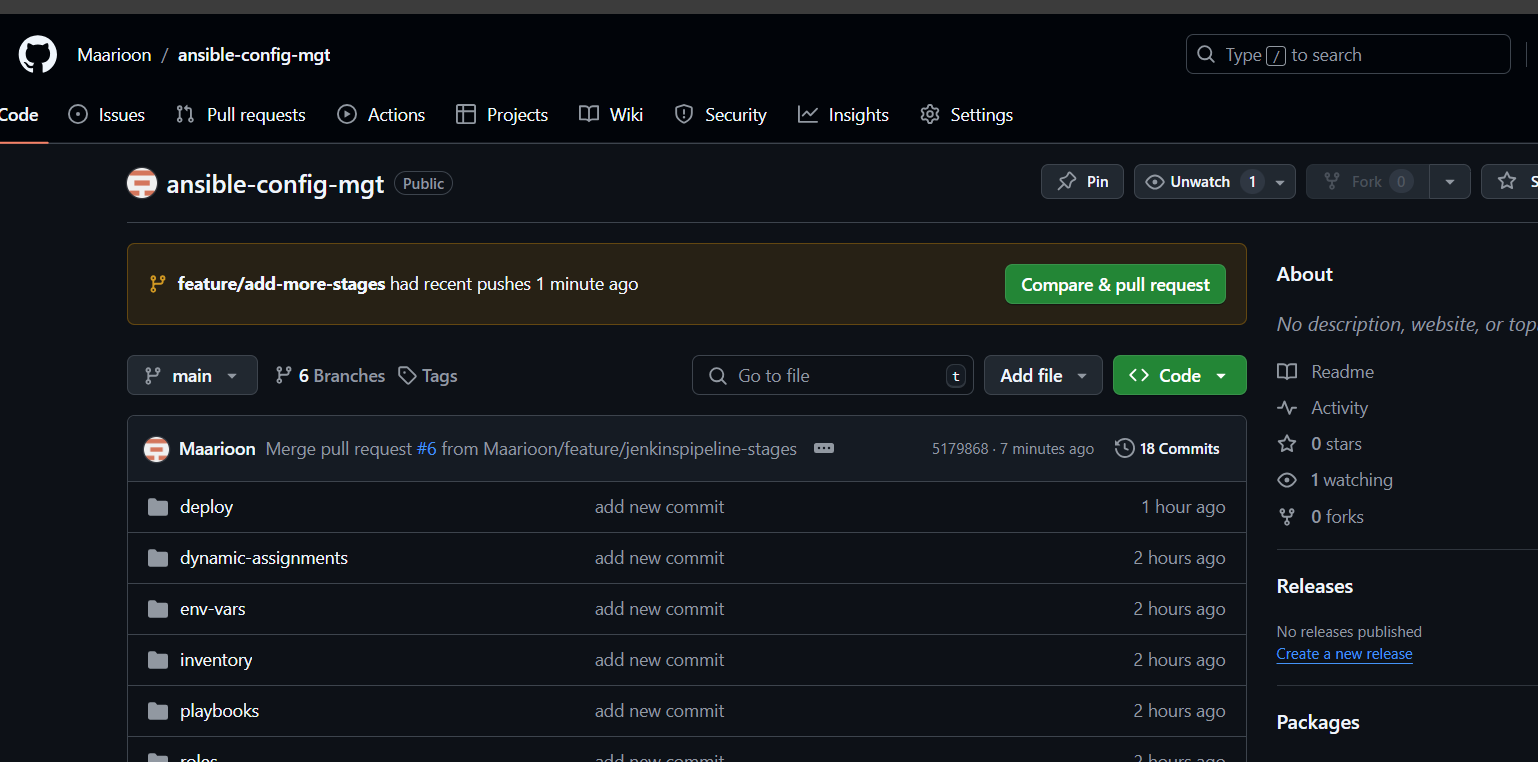 Maarioon / ansible-config-mgt
Type / to search
Code Issues Pull requests Actions Projects Wiki Security Insights Settings
ansible-config-mgt Public
Pin Unwatch 1 Fork 0 S
feature/add-more-stages had recent pushes 1 minute ago
Compare & pull request
main 6 Branches Tags
Go to file t
Add file
Code
Maarioon Merge pull request #6 from Maarioon/feature/jenkinspipeline-stages
5179868 · 7 minutes ago
18 Commits
deploy add new commit 1 hour ago
dynamic-assignments add new commit 2 hours ago
env-vars add new commit 2 hours ago
inventory add new commit 2 hours ago
playbooks add new commit 2 hours ago
roles add new commit 2 hours ago
About
No description, website, or top
Readme
Activity
0 stars
1 watching
0 forks
Releases
No releases published
Create a new release
Packages